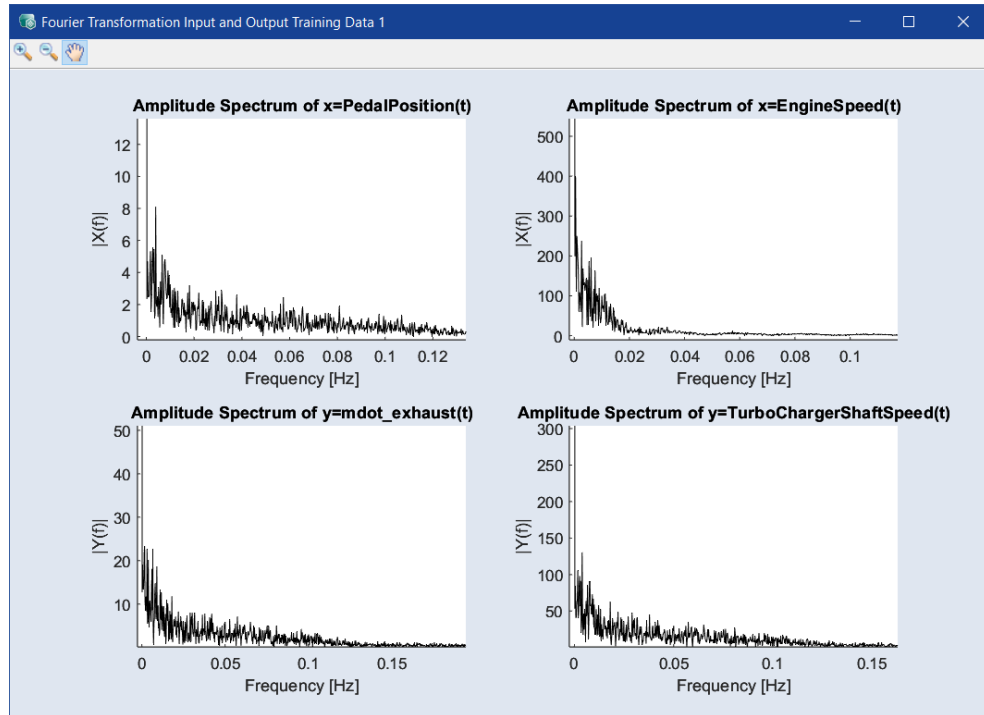 Fourier Transformation Input and Output Training Data 1
Amplitude Spectrum of x=PedalPosition(t)
12
10
8
6
4
2
0
|X(f)|
0 0.02 0.04 0.06 0.08 0.1 0.12
Frequency [Hz]
Amplitude Spectrum of x=EngineSpeed(t)
500
400
300
200
100
0
|X(f)|
0 0.02 0.04 0.06 0.08 0.1
Frequency [Hz]
Amplitude Spectrum of y=mdot_exhaust(t)
50
40
30
20
10
|Y(f)|
0 0.05 0.1 0.15
Frequency [Hz]
Amplitude Spectrum of y=TurboChargerShaftSpeed(t)
300
250
200
150
100
50
|Y(f)|
0 0.05 0.1 0.15
Frequency [Hz]